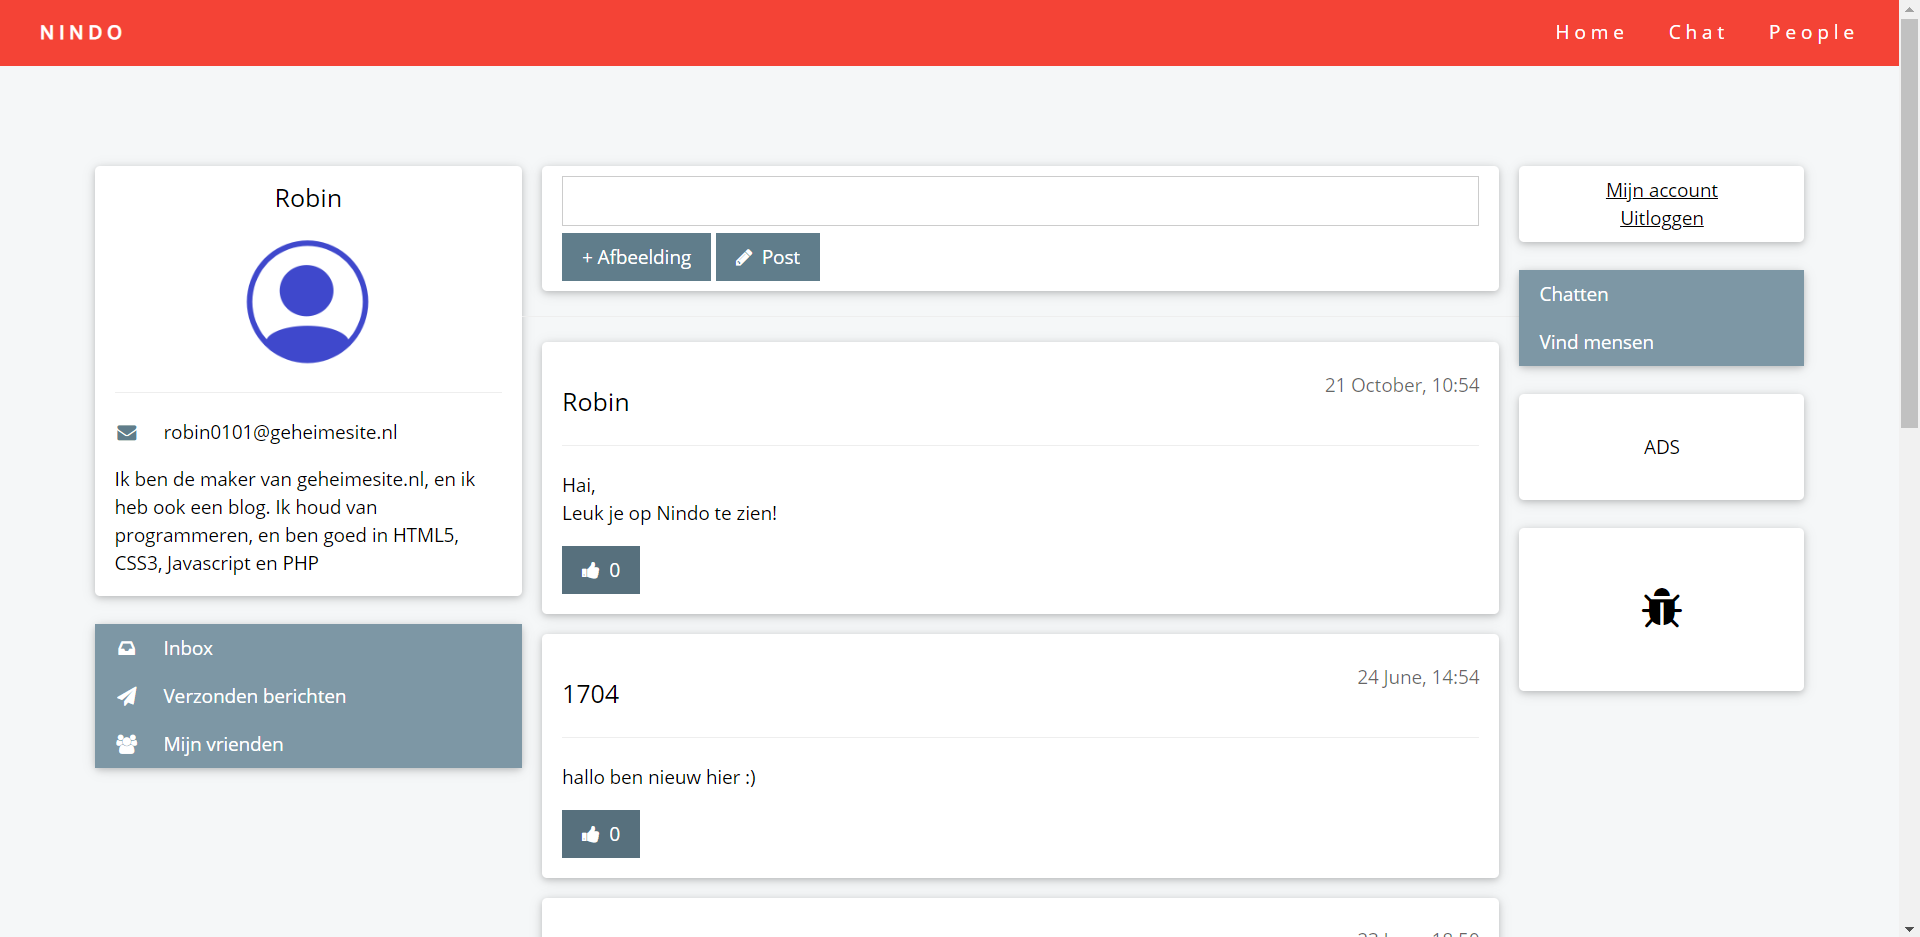 NINDO
Home
Chat
People
Robin
robin0101@geheimesite.nl
Ik ben de maker van geheimesite.nl, en ik
heb ook een blog. Ik houd van
programmeren, en ben goed in HTML5,
CSS3, Javascript en PHP
Inbox
Verzonden berichten
Mijn vrienden
+ Afbeelding
Post
21 October, 10:54
Robin
Hai,
Leuk je op Nindo te zien!
0
24 June, 14:54
1704
hallo ben nieuw hier :)
0
Mijn account
Uitloggen
Chatten
Vind mensen
ADS